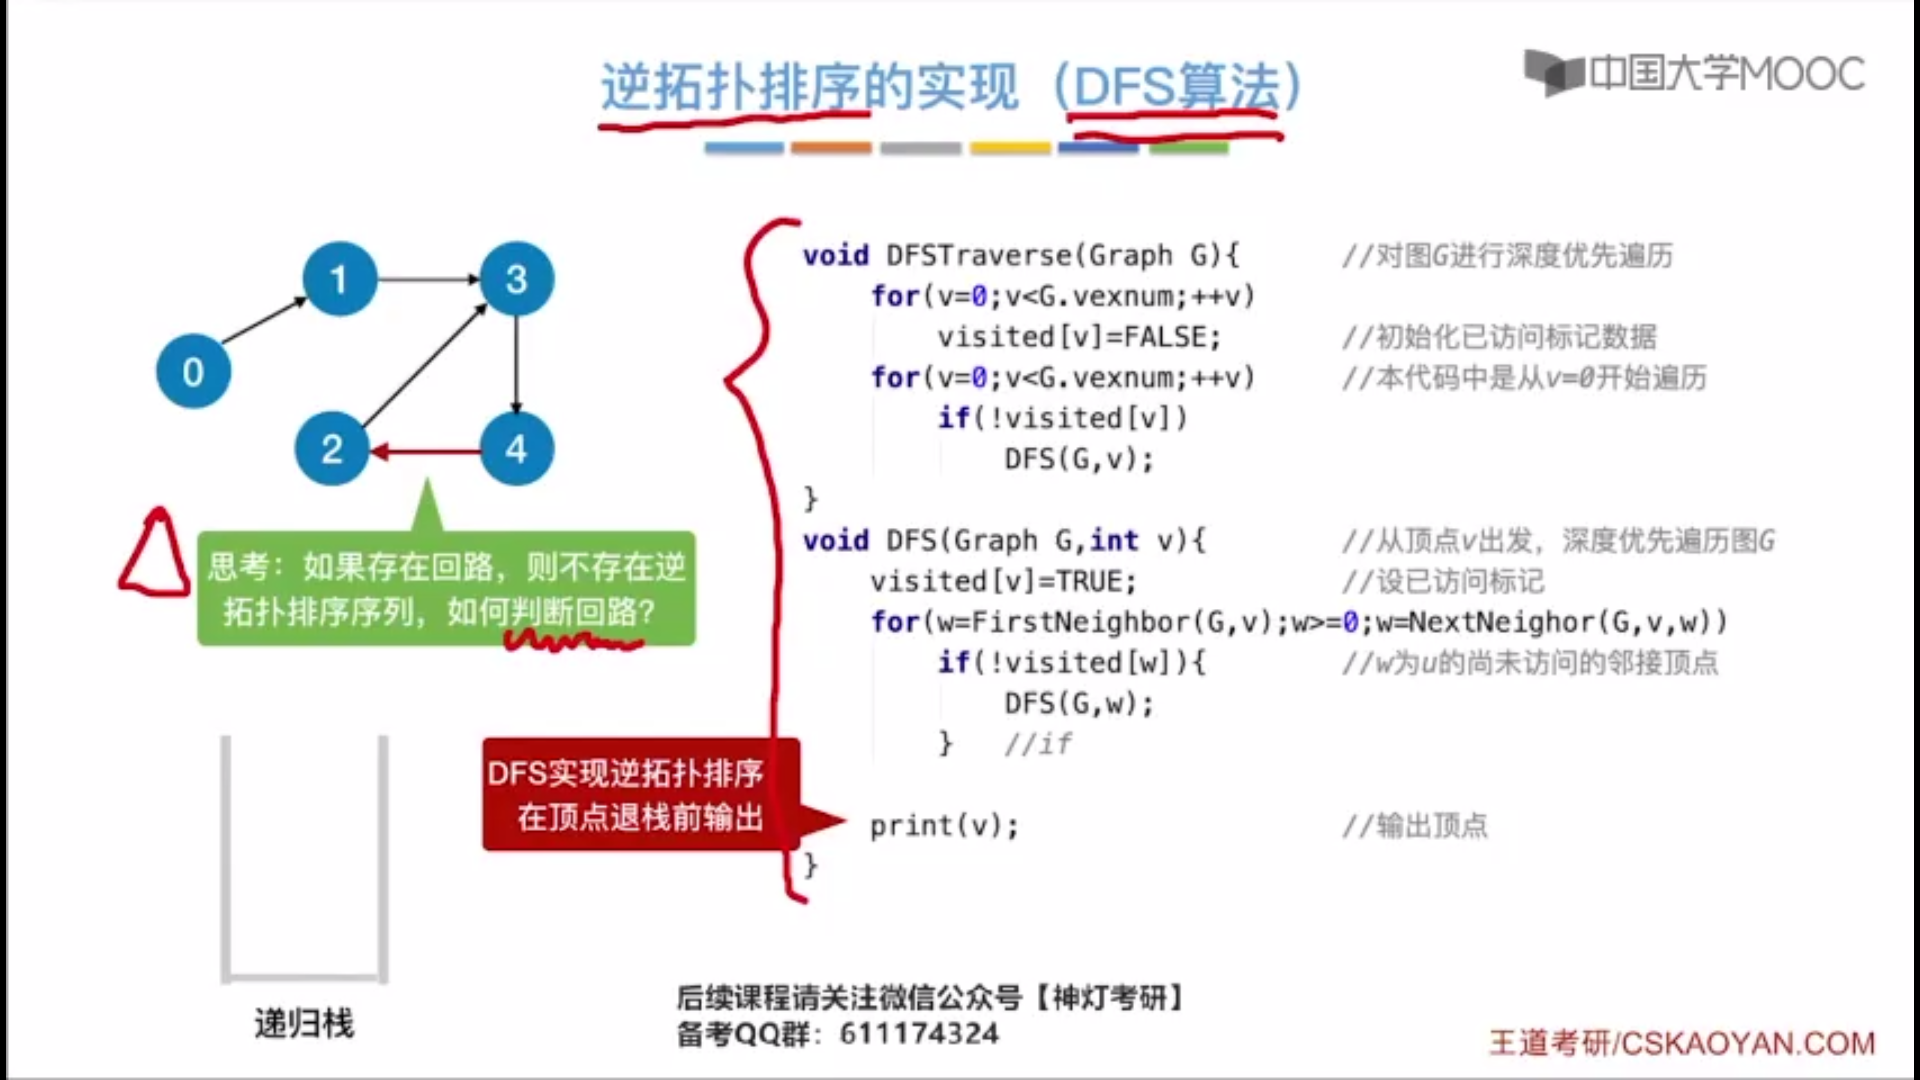 逆拓扑排序的实现（DFS算法）
中国大学MOOC
0
1
3
2
4
思考：如果存在回路，则不存在逆
拓扑排序序列，如何判断回路？
void DFSTraverse(Graph G){ //对图G进行深度优先遍历
for(v=0;v<G.vexnum;++v)
visited[v]=FALSE; //初始化已访问标记数据
for(v=0;v<G.vexnum;++v) //本代码中是从v=0开始遍历
if(!visited[v])
DFS(G,v);
}
void DFS(Graph G,int v){ //从顶点v出发，深度优先遍历图G
visited[v]=TRUE; //设已访问标记
for(w=FirstNeighbor(G,v);w>=0;w=NextNeighor(G,v,w))
if(!visited[w]){ //w为u的尚未访问的邻接顶点
DFS(G,w);
} //if
print(v); //输出顶点
}
DFS实现逆拓扑排序
在顶点退栈前输出
递归栈
后续课程请关注微信公众号【神灯考研】
备考QQ群：611174324
王道考研/CSKAOYAN.COM